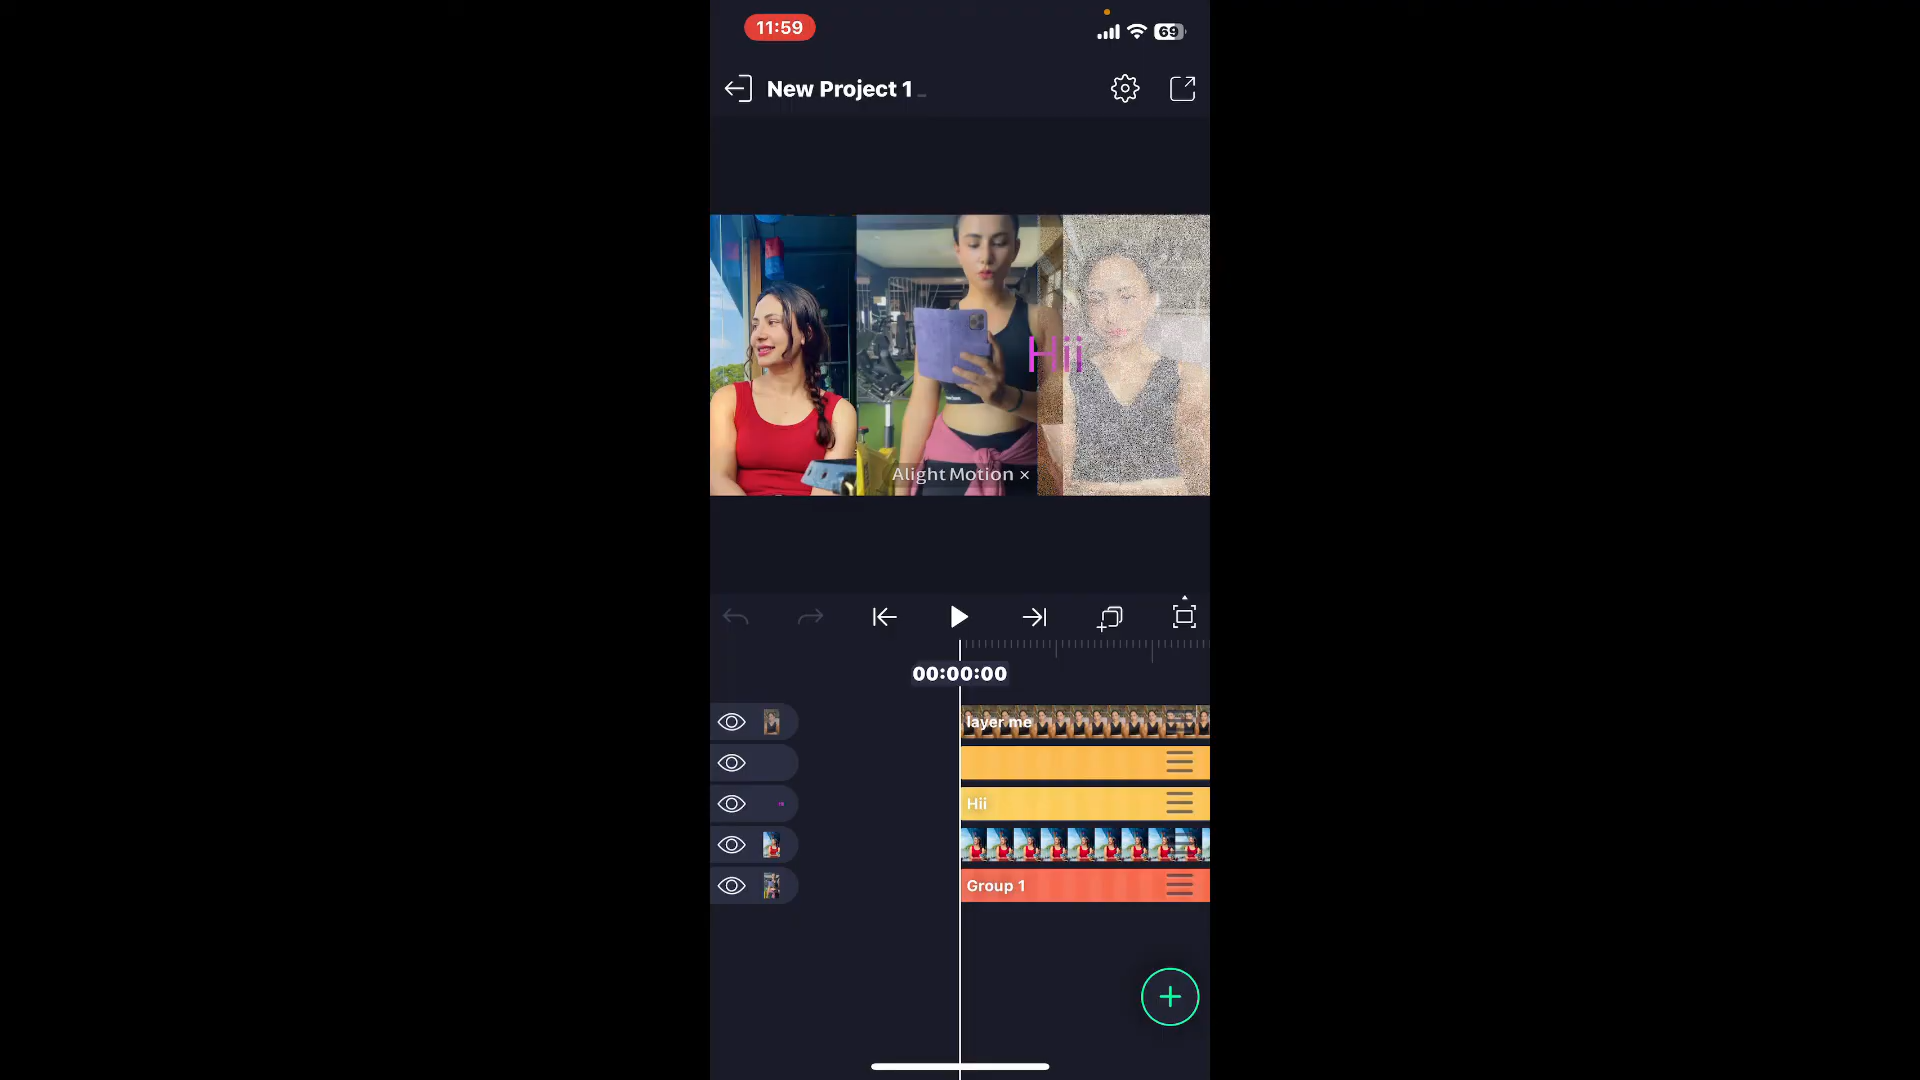 11:59
69
New Project 1
Hii
Alight Motion ×
00:00:00
layer me
Hii
Group 1